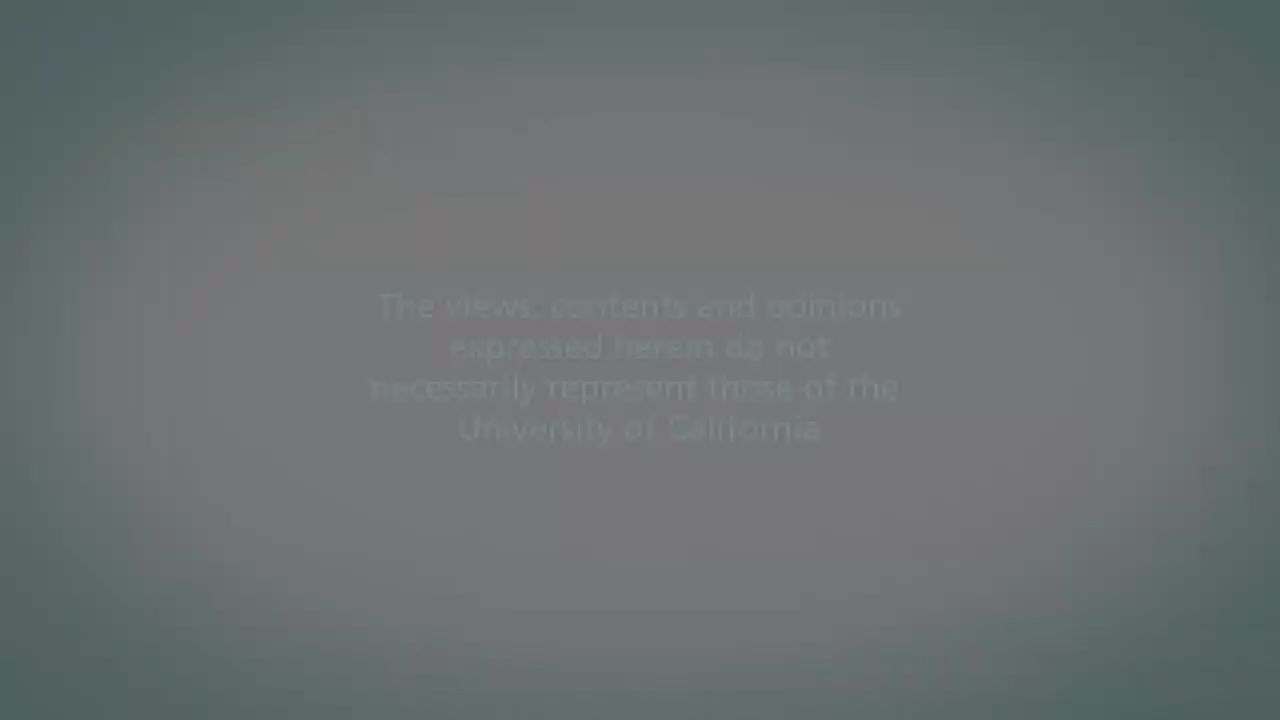 The views, contents and opinions
expressed herein do not
necessarily represent those of the
University of California